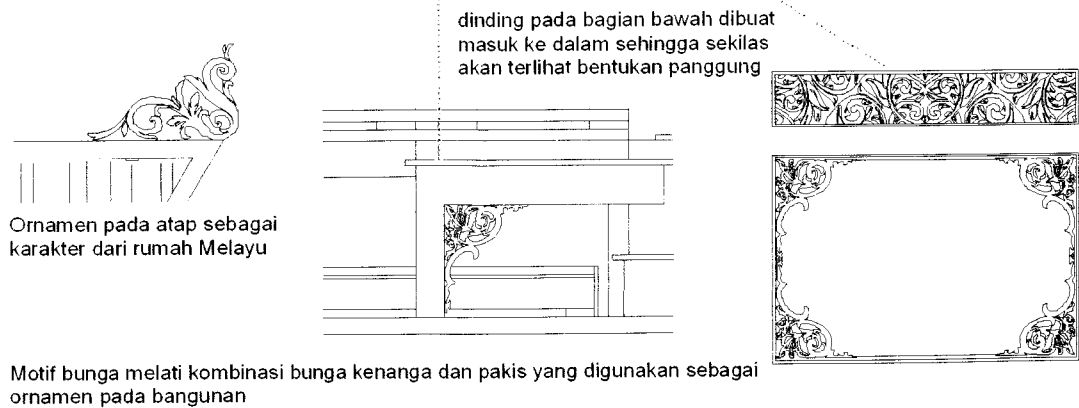 dinding pada bagian bawah dibuat
masuk ke dalam sehingga sekilas
akan terlihat bentukan panggung
Ornamen pada atap sebagai
karakter dari rumah Melayu
Motif bunga melati kombinasi bunga kenanga dan pakis yang digunakan sebagai
ornamen pada bangunan